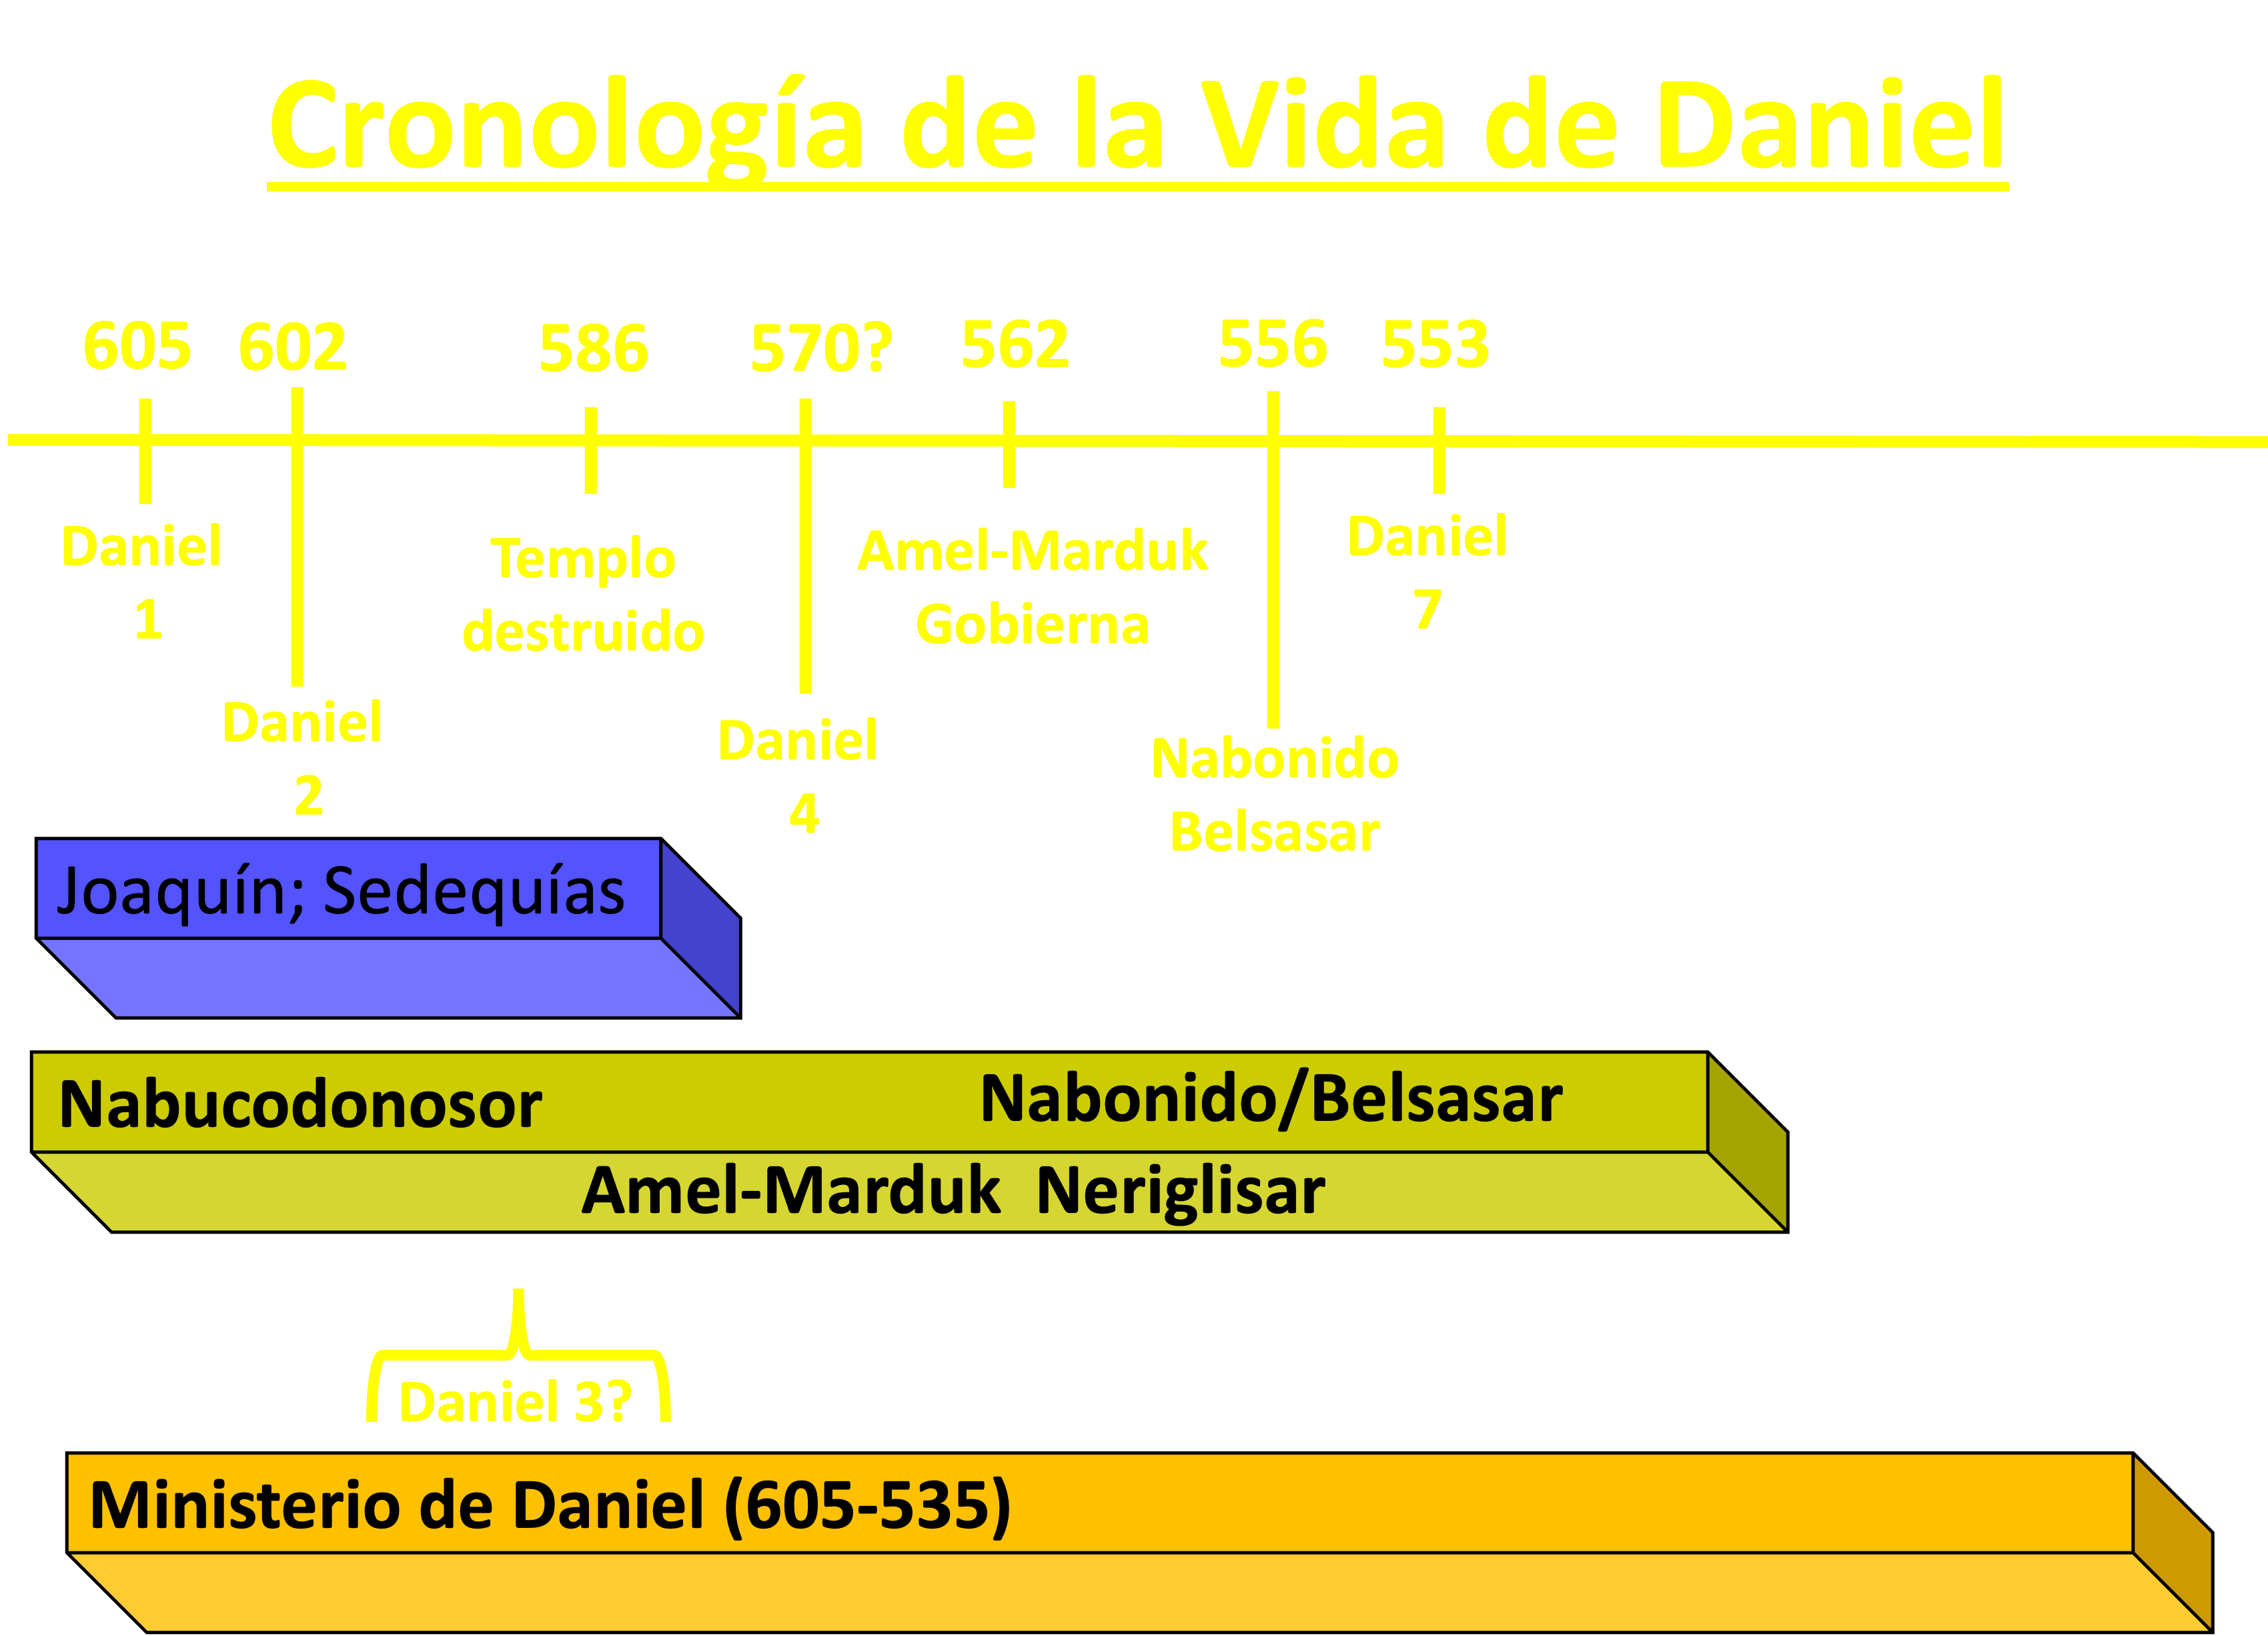 Cronología de la Vida de Daniel
605 602 586 570? 562 556 553
Daniel
1
Daniel
2
Templo
destruido
Daniel
4
Amel-Marduk
Gobierna
Nabonido
Belsasar
Daniel
7
Joaquín; Sedequías
Nabucodonosor Nabonido/Belsasar
Amel-Marduk Neriglisar
Daniel 3?
Ministerio de Daniel (605-535)